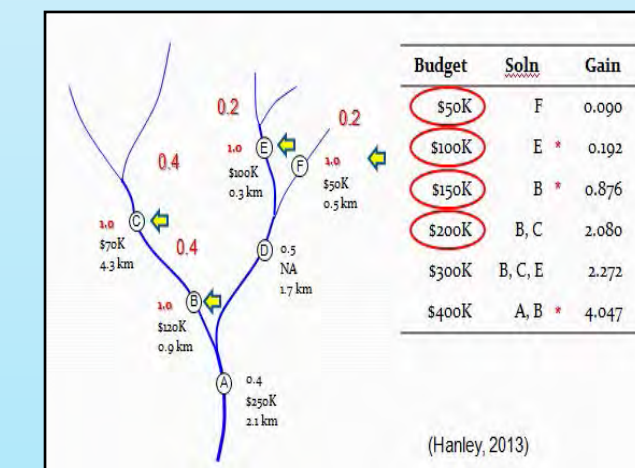 Budget Soln Gain
$50K F 0.090
$100K E * 0.192
$150K B * 0.876
$200K B, C 2.080
$300K B, C, E 2.272
$400K A, B * 4.047
0.2
0.2
E
1.0
$100K
0.3 km
F
1.0
$50K
0.5 km
0.4
C
1.0
$70K
4.3 km
0.4
D
0.5
NA
1.7 km
B
1.0
$120K
0.9 km
A
0.4
$250K
2.1 km
(Hanley, 2013)